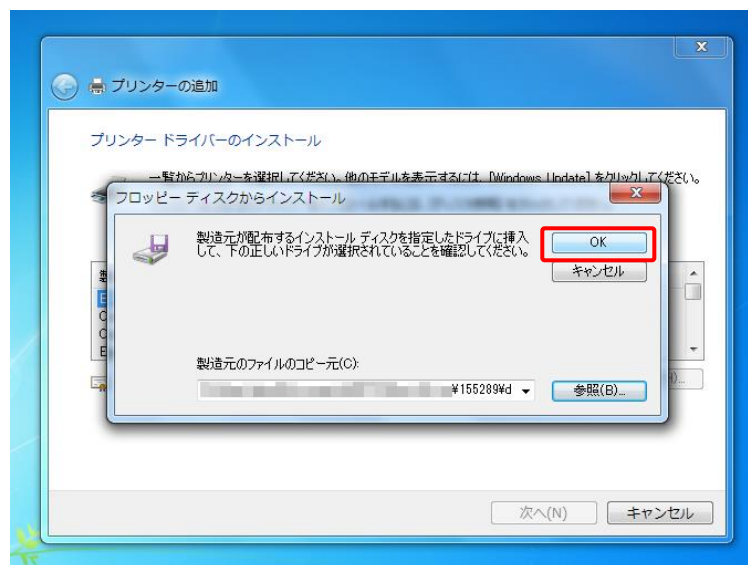 プリンターの追加
プリンター ドライバーのインストール
一覧からプリンターを選択してください。他のモデルを表示するには、[Windows Update] をクリックしてください。
フロッピー ディスクからインストール
製造元が配布するインストール ディスクを指定したドライブに挿入
して、下の正しいドライブが選択されていることを確認してください。
OK
キャンセル
製造元のファイルのコピー元(C):
¥155289¥d
参照(B)...
次へ(N)
キャンセル